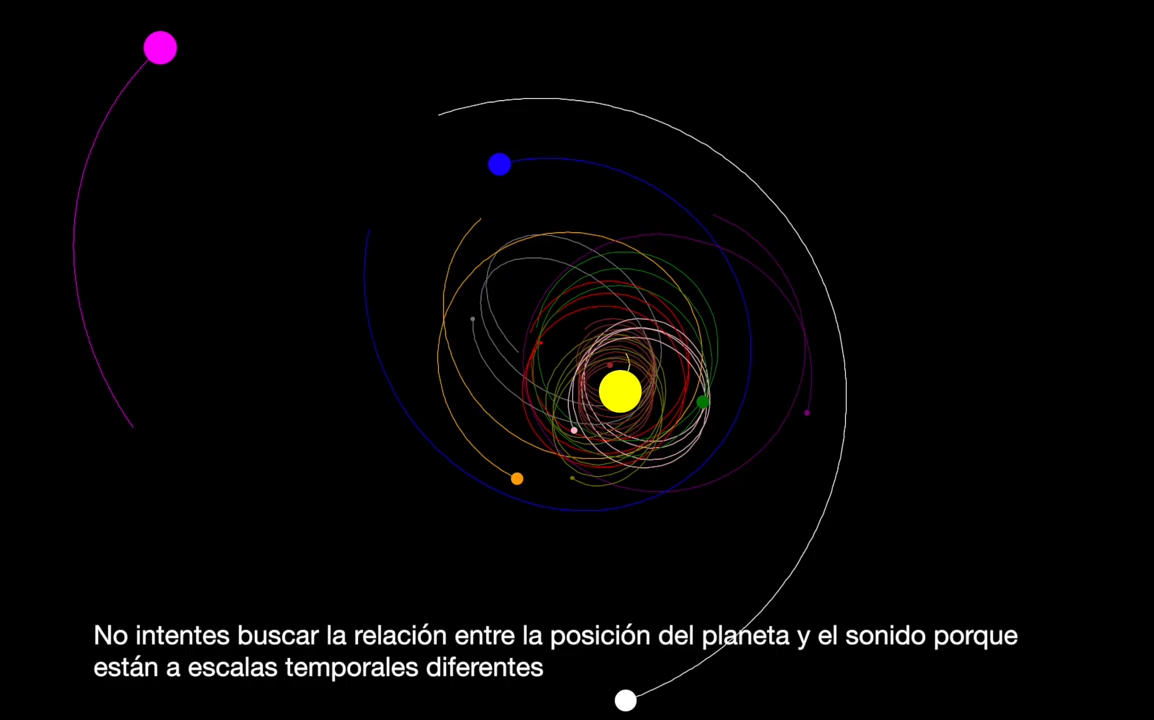 No intentes buscar la relación entre la posición del planeta y el sonido porque
están a escalas temporales diferentes